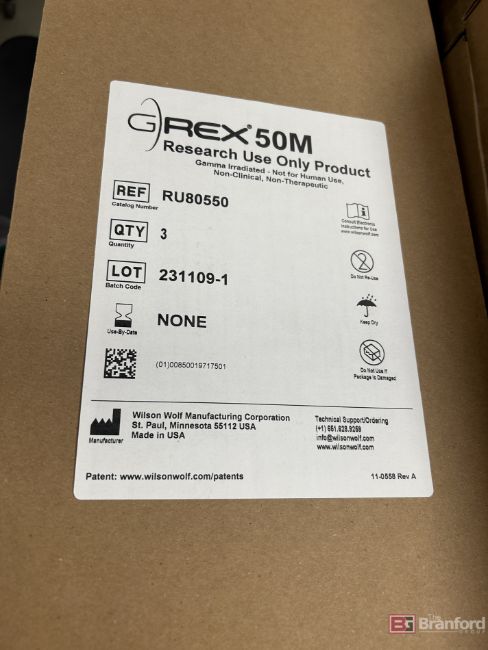 G-REX® 50M
Research Use Only Product
Gamma Irradiated - Not for Human Use,
Non-Clinical, Non-Therapeutic
REF RU80550
Catalog Number
QTY 3
Quantity
LOT 231109-1
Batch Code
NONE
Use-By-Date
(01)00850019717501
Consult Electronic
Instructions for Use
www.wilsonwolf.com
Do Not Re-Use
Keep Dry
Do Not Use If
Package is Damaged
Manufacturer
Wilson Wolf Manufacturing Corporation
St. Paul, Minnesota 55112 USA
Made in USA
Technical Support/Ordering
(+1) 651.628.9259
info@wilsonwolf.com
www.wilsonwolf.com
Patent: www.wilsonwolf.com/patents
11-0558 Rev A
BG The Branford GROUP